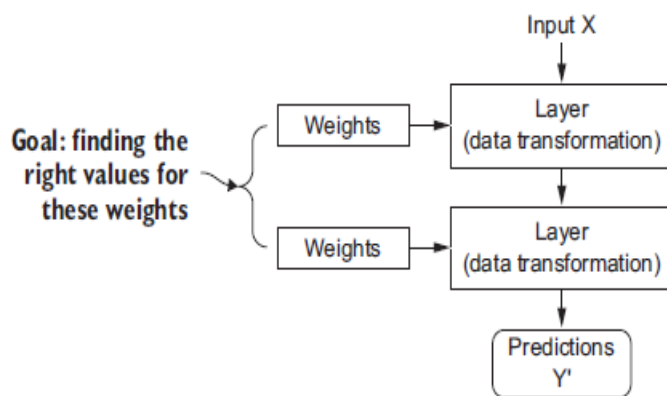 Input X
Weights
Layer
(data transformation)
Goal: finding the
right values for
these weights
Weights
Layer
(data transformation)
Predictions
Y'